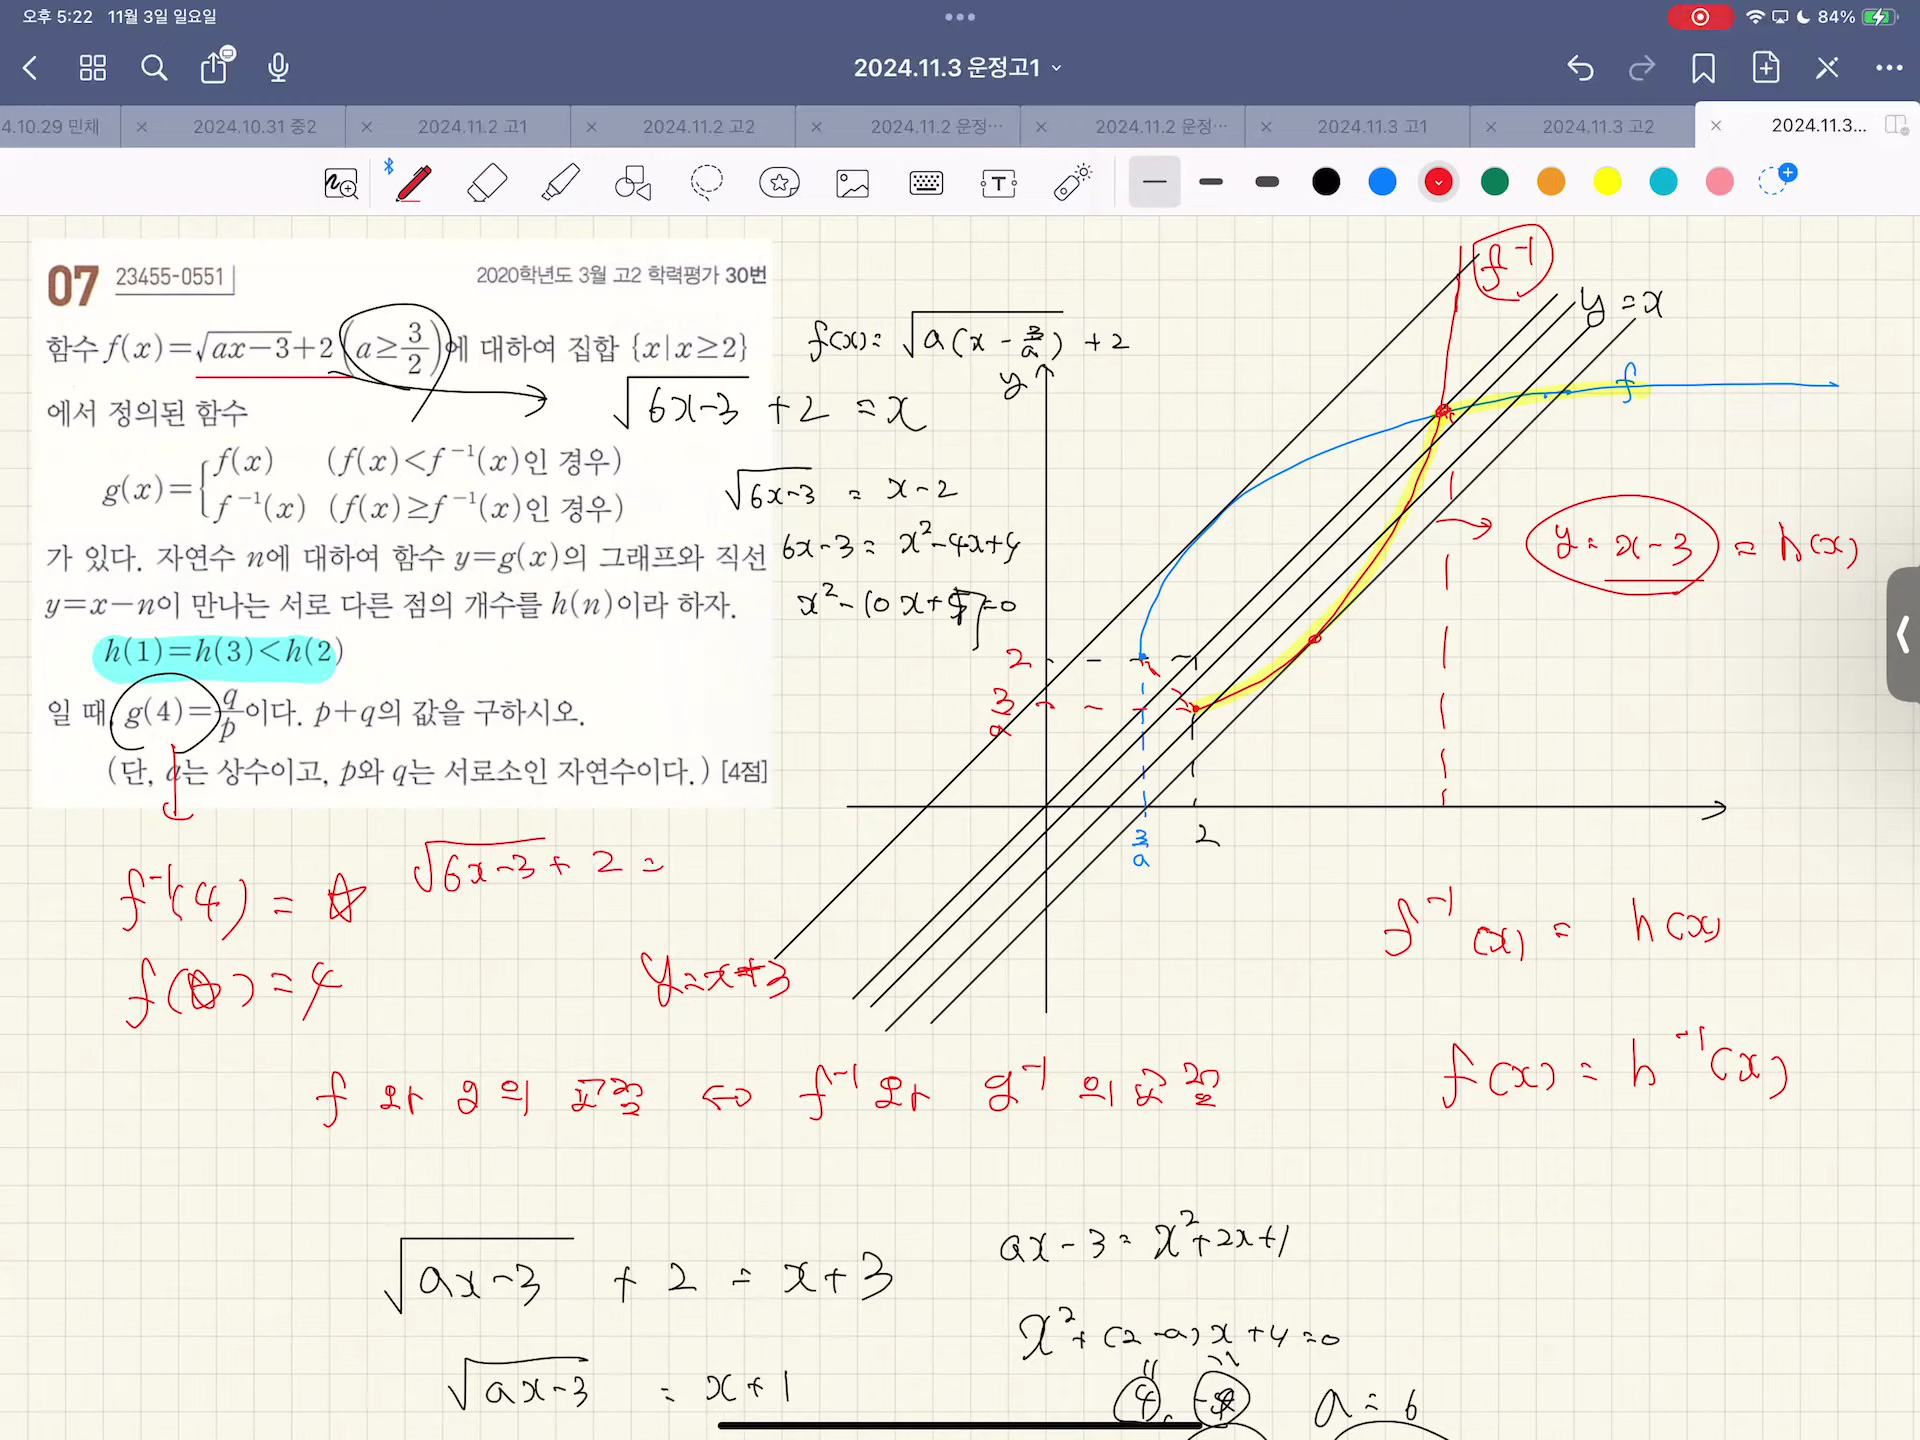 오후 5:22 11월 3일 일요일
84%
2024.11.3 운정고1
4.10.29 민채
2024.10.31 중2
2024.11.2 고1
2024.11.2 고2
2024.11.2 운정…
2024.11.2 운정…
2024.11.3 고1
2024.11.3 고2
2024.11.3...
07 23455-0551
2020학년도 3월 고2 학력평가 30번
함수 f(x)=√(ax-3)+2 (a≥3/2)에 대하여 집합 {x|x≥2}
에서 정의된 함수
g(x)={ f(x) (f(x)<f⁻¹(x)인 경우)
f⁻¹(x) (f(x)≥f⁻¹(x)인 경우)
가 있다. 자연수 n에 대하여 함수 y=g(x)의 그래프와 직선
y=x-n이 만나는 서로 다른 점의 개수를 h(n)이라 하자.
h(1)=h(3)<h(2)
일 때, g(4)=q/p이다. p+q의 값을 구하시오.
(단, a는 상수이고, p와 q는 서로소인 자연수이다.) [4점]
f(x)= √(a(x-3/a)) +2
√(6x-3) +2 = x
√(6x-3) = x-2
6x-3 = x²-4x+4
x²-10x+7=0
y
f⁻¹
y=x
f
y=x-3 = h(x)
2
3/a
3/a
2
y=x+3
f⁻¹(4) = ☆
√(6x-3) + 2 =
f(☆) = 4
f⁻¹(x) = h(x)
f(x) = h⁻¹(x)
f 와 g 의 교점 ⇔ f⁻¹ 와 g⁻¹ 의 교점
√(ax-3) + 2 = x+3
ax-3 = x²+2x+1
x²+(2-a)x+4=0
√(ax-3) = x+1
4,
a=6